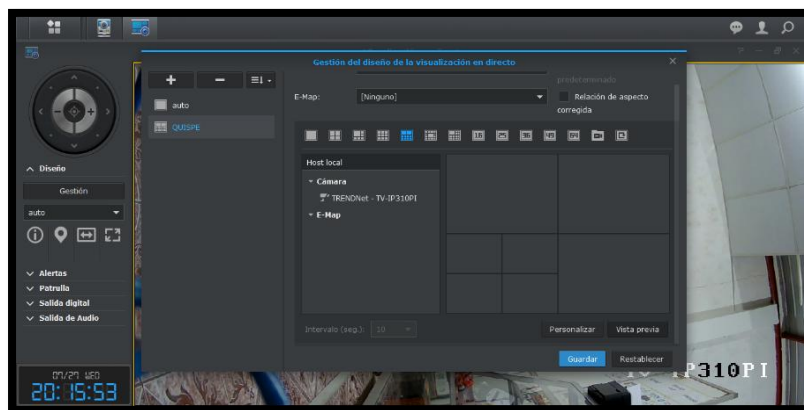 Gestión del diseño de la visualización en directo
auto
QUISPE
predeterminado
E-Map:
[Ninguno]
Relación de aspecto
corregida
Host local
Cámara
TRENDNet - TV-IP310PI
E-Map
Intervalo (seg.):
10
Personalizar
Vista previa
Guardar
Restablecer
Diseño
Gestión
auto
Alertas
Patrulla
Salida digital
Salida de Audio
07/27 WED
20:15:53
IP310PI